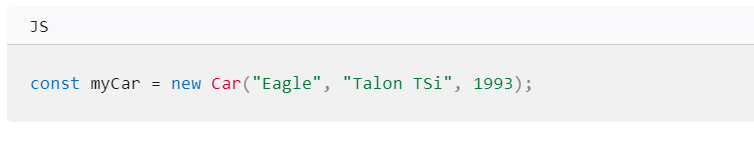 JS
const myCar = new Car("Eagle", "Talon TSi", 1993);